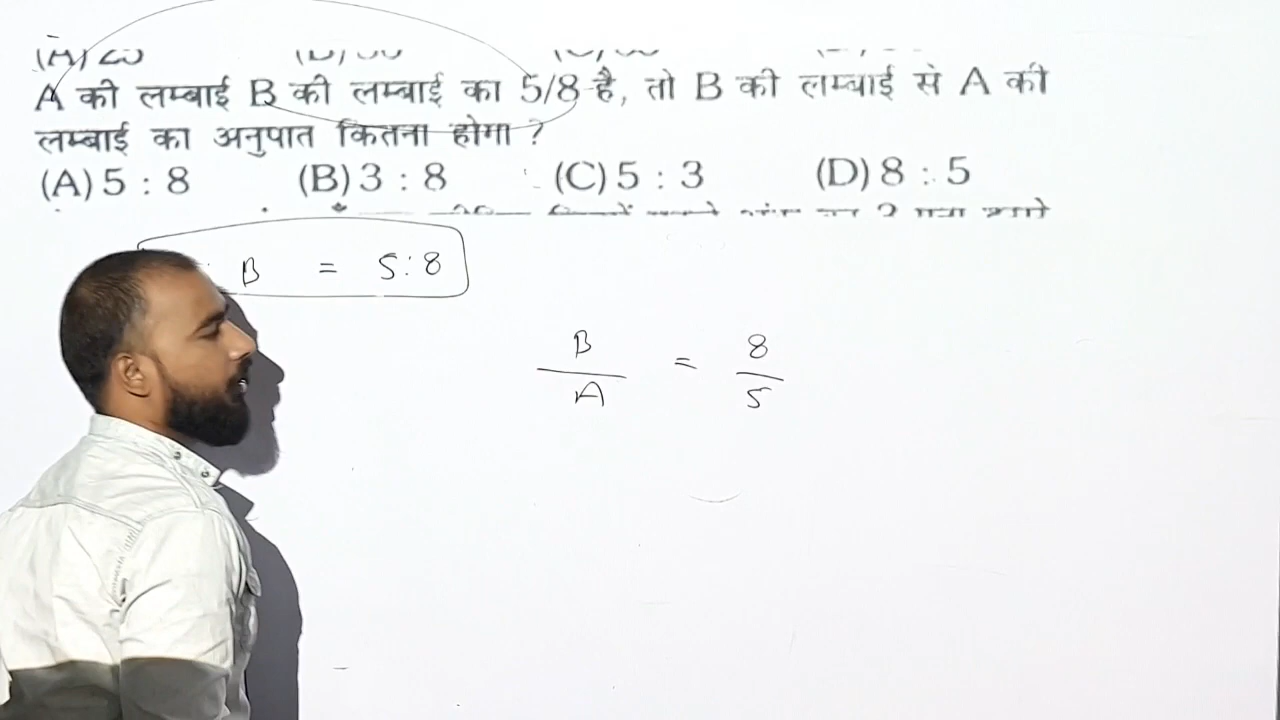 A की लम्बाई B की लम्बाई का 5/8 है, तो B की लम्बाई से A की
लम्बाई का अनुपात कितना होगा ?
(A) 5 : 8 (B) 3 : 8 (C) 5 : 3 (D) 8 : 5
: B = 5:8
B/A = 8/5